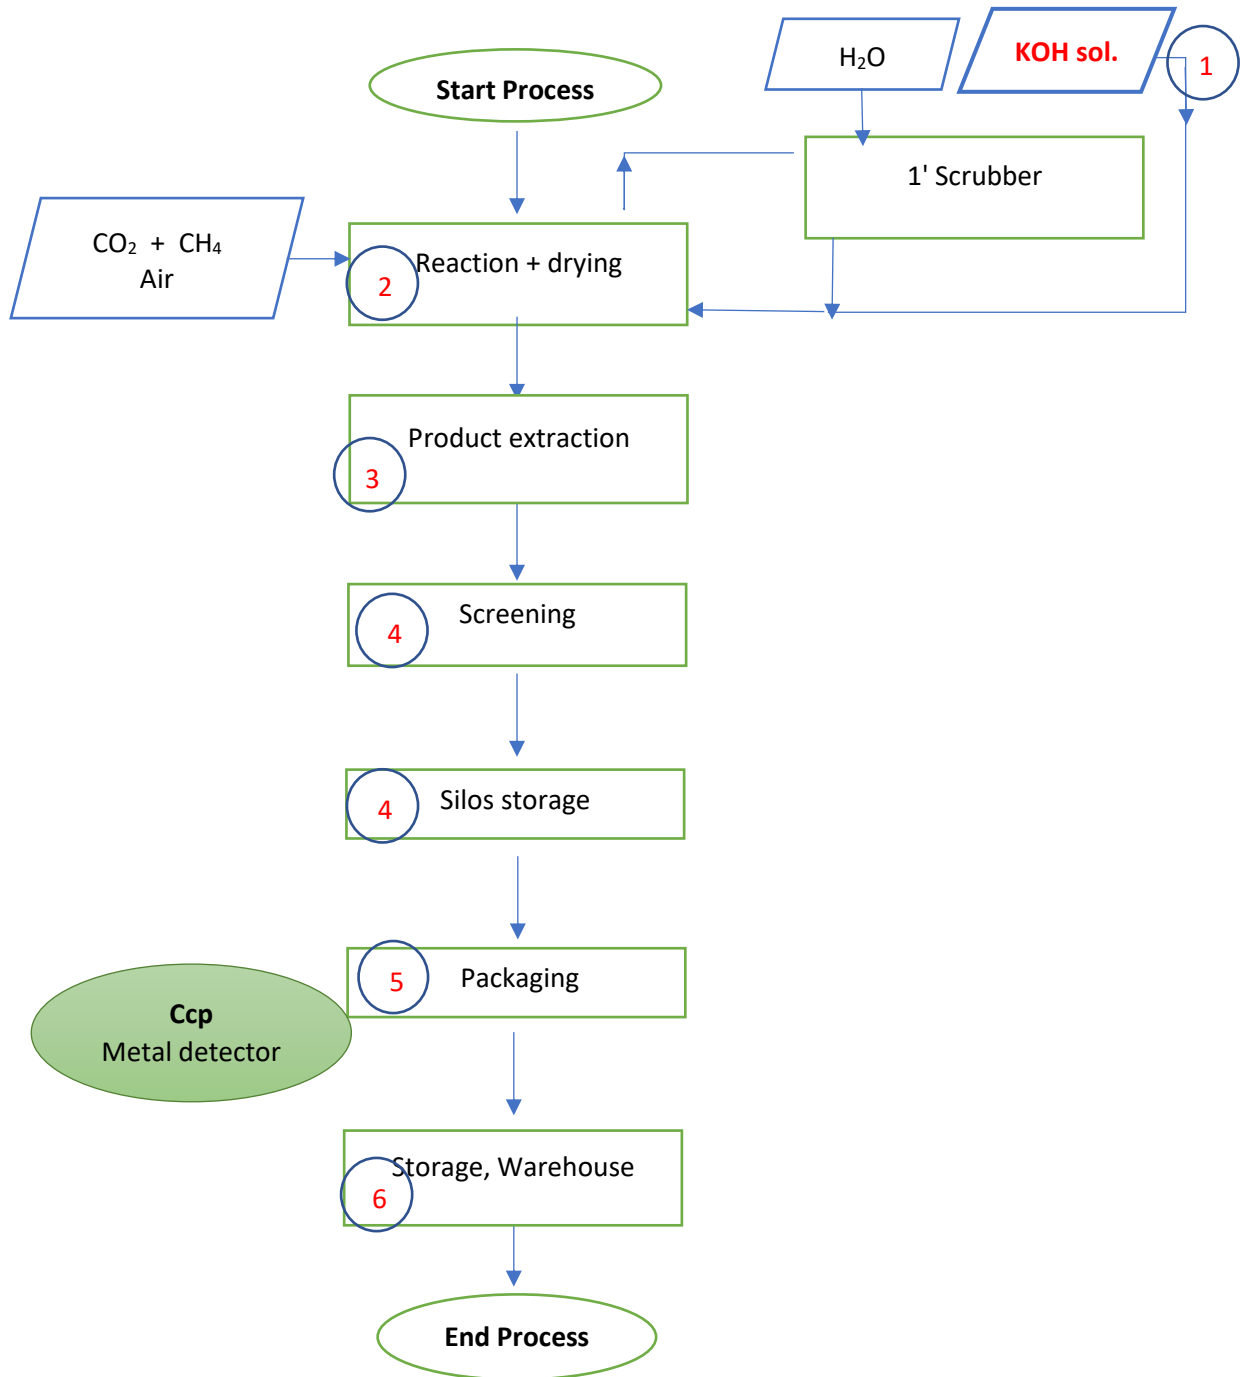 H₂O
KOH sol.
1
Start Process
1' Scrubber
CO₂ + CH₄
Air
Reaction + drying
2
Product extraction
3
Screening
4
Silos storage
4
Packaging
5
Ccp
Metal detector
Storage, Warehouse
6
End Process